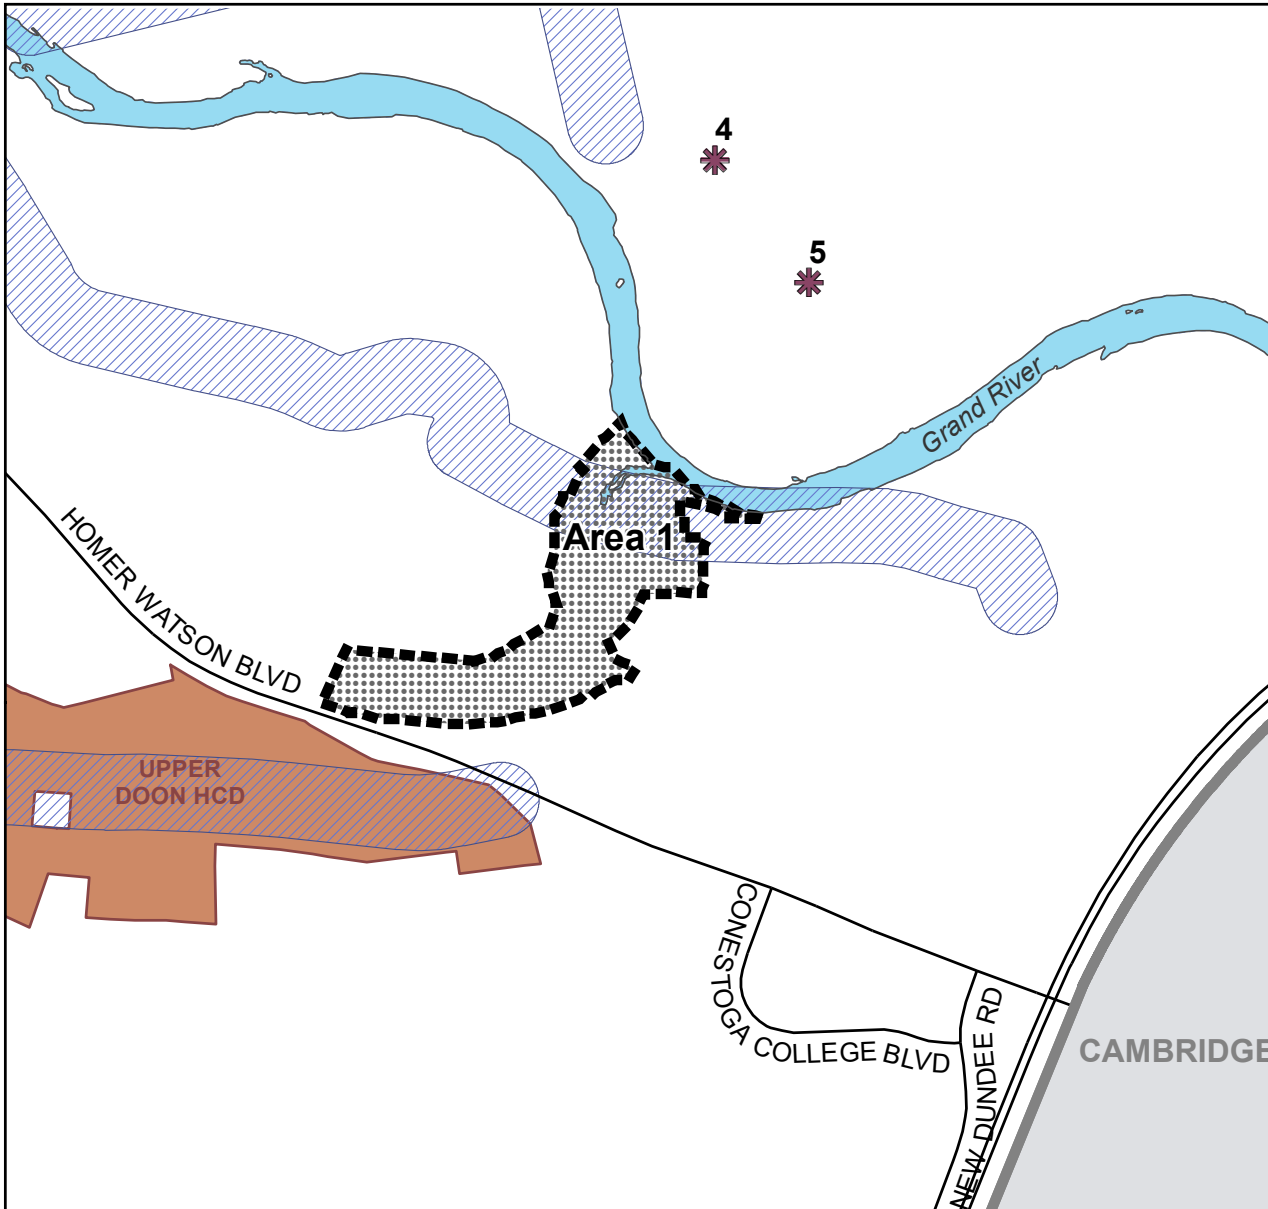 4
5
Grand River
Area 1
HOMER WATSON BLVD
UPPER
DOON HCD
CONESTOGA COLLEGE BLVD
NEW DUNDEE RD
CAMBRIDGE